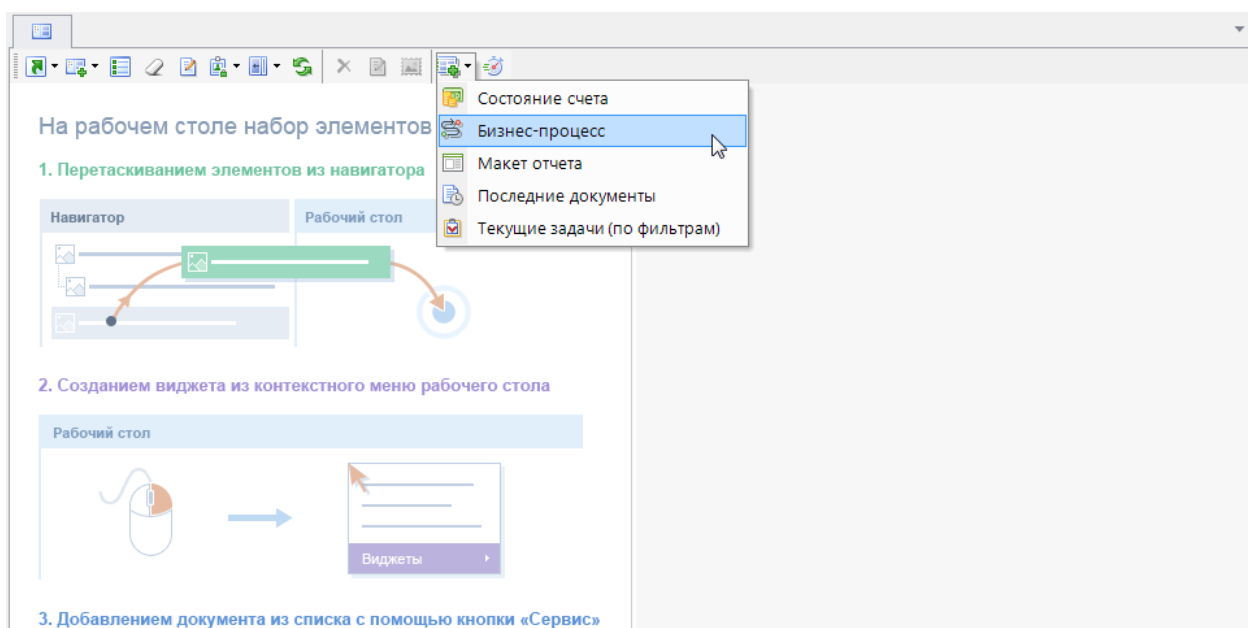 Состояние счета
На рабочем столе набор элементов
Бизнес-процесс
1. Перетаскиванием элементов из навигатора
Макет отчета
Последние документы
Навигатор
Рабочий стол
Текущие задачи (по фильтрам)
2. Созданием виджета из контекстного меню рабочего стола
Рабочий стол
Виджеты
3. Добавлением документа из списка с помощью кнопки «Сервис»